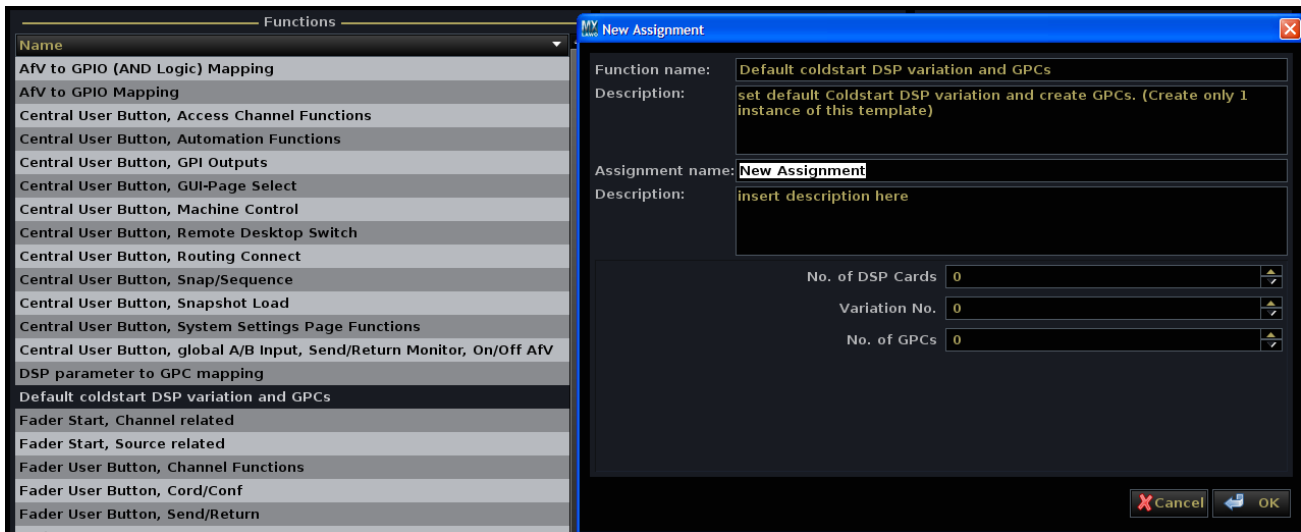 Functions
Name
AfV to GPIO (AND Logic) Mapping
AfV to GPIO Mapping
Central User Button, Access Channel Functions
Central User Button, Automation Functions
Central User Button, GPI Outputs
Central User Button, GUI-Page Select
Central User Button, Machine Control
Central User Button, Remote Desktop Switch
Central User Button, Routing Connect
Central User Button, Snap/Sequence
Central User Button, Snapshot Load
Central User Button, System Settings Page Functions
Central User Button, global A/B Input, Send/Return Monitor, On/Off AfV
DSP parameter to GPC mapping
Default coldstart DSP variation and GPCs
Fader Start, Channel related
Fader Start, Source related
Fader User Button, Channel Functions
Fader User Button, Cord/Conf
Fader User Button, Send/Return
MX LAWO New Assignment
Function name: Default coldstart DSP variation and GPCs
Description: set default Coldstart DSP variation and create GPCs. (Create only 1
instance of this template)
Assignment name: New Assignment
Description: insert description here
No. of DSP Cards 0
Variation No. 0
No. of GPCs 0
Cancel OK